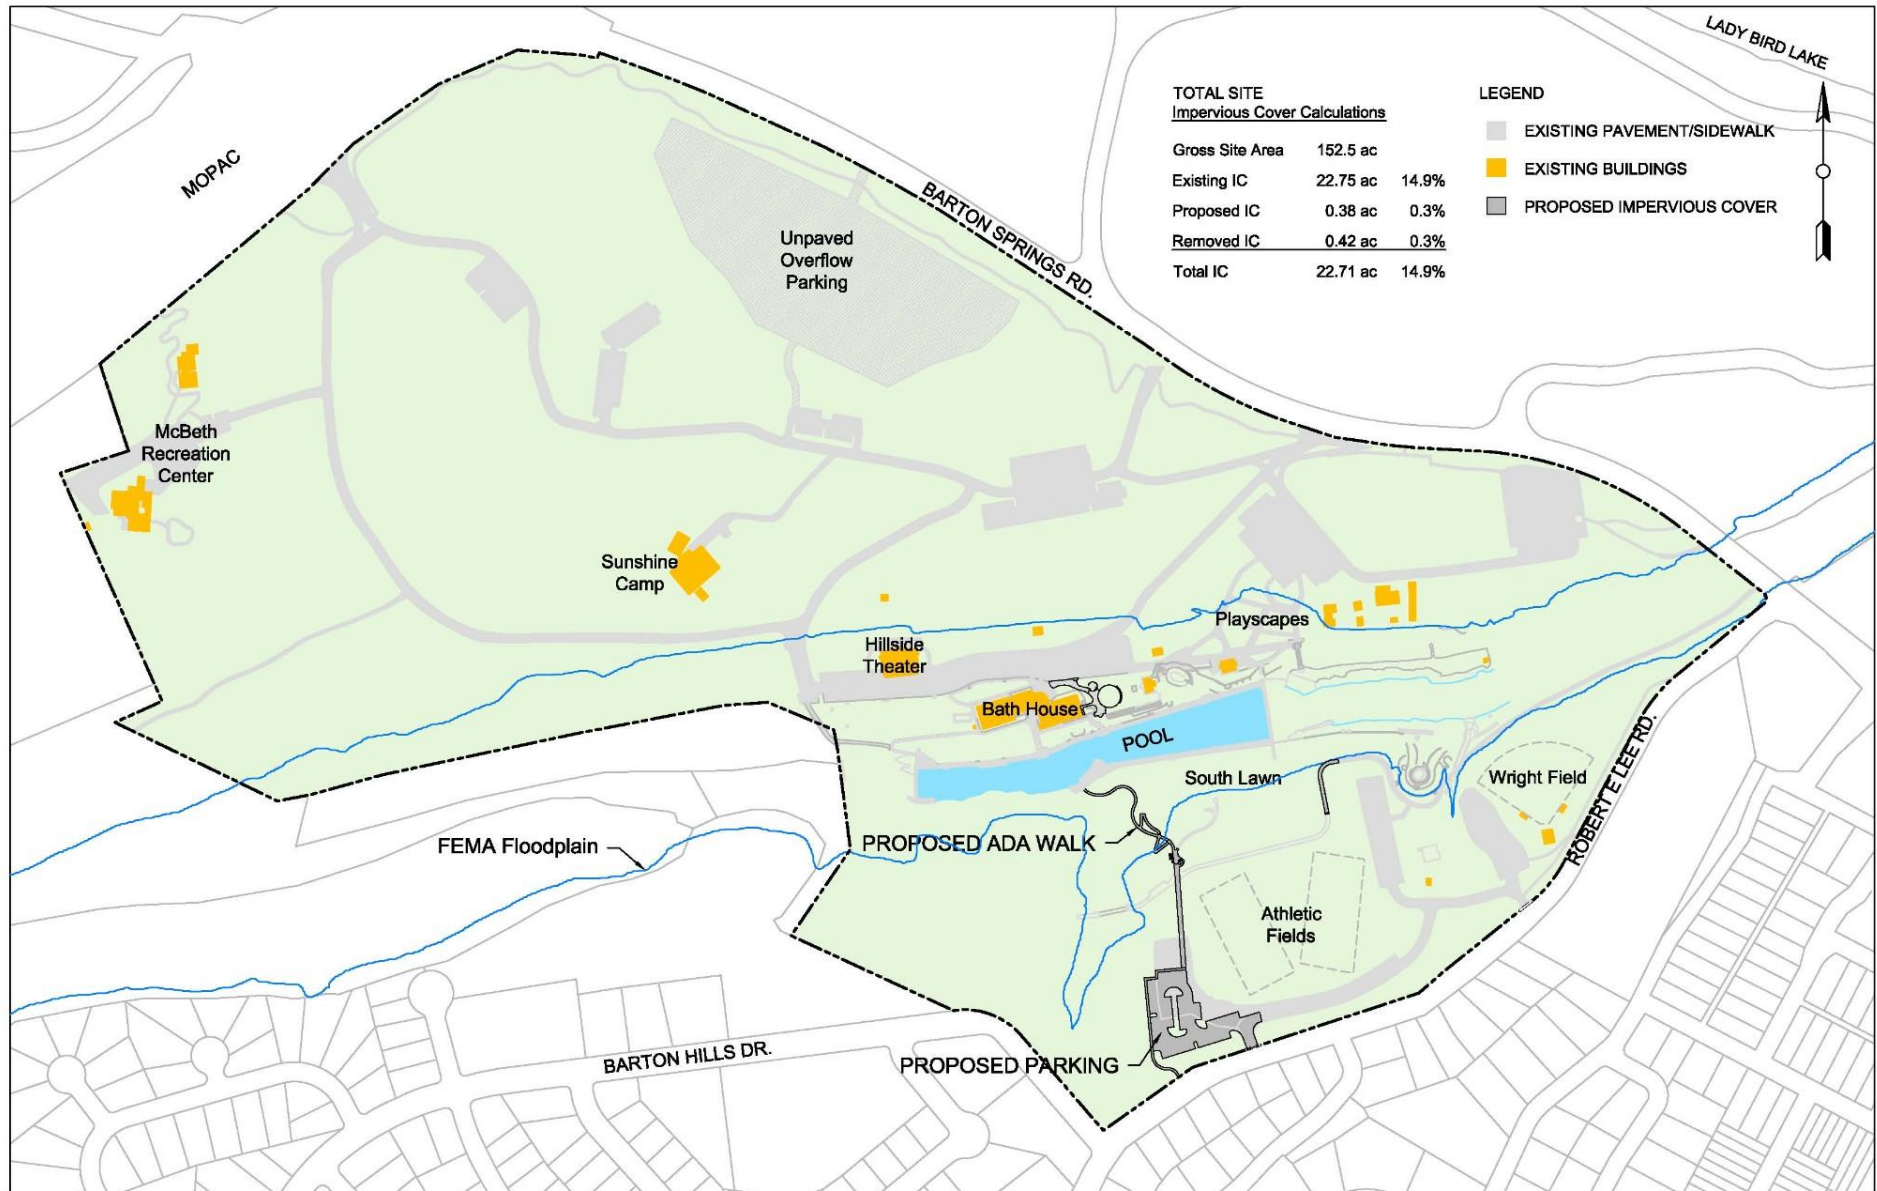 LADY BIRD LAKE
TOTAL SITE
Impervious Cover Calculations
Gross Site Area 152.5 ac
Existing IC 22.75 ac 14.9%
Proposed IC 0.38 ac 0.3%
Removed IC 0.42 ac 0.3%
Total IC 22.71 ac 14.9%
LEGEND
EXISTING PAVEMENT/SIDEWALK
EXISTING BUILDINGS
PROPOSED IMPERVIOUS COVER
MOPAC
BARTON SPRINGS RD.
Unpaved
Overflow
Parking
McBeth
Recreation
Center
Sunshine
Camp
Hillside
Theater
Playscapes
Bath House
POOL
South Lawn
Wright Field
ROBERT E LEE RD.
FEMA Floodplain
PROPOSED ADA WALK
Athletic
Fields
BARTON HILLS DR.
PROPOSED PARKING